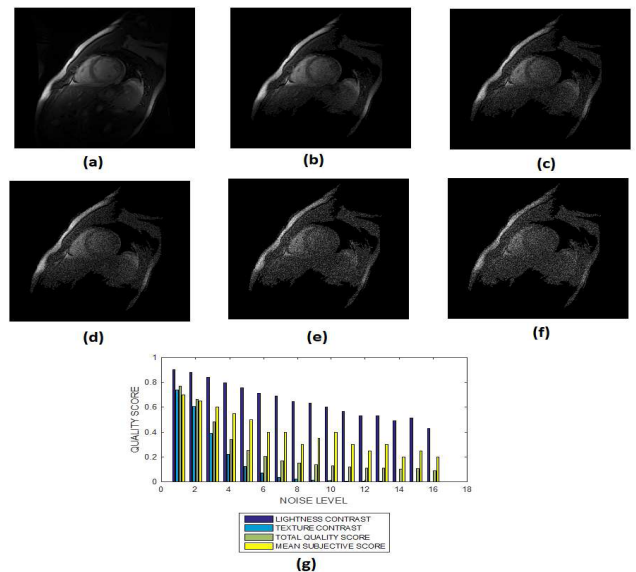 (a)
(b)
(c)
(d)
(e)
(f)
1
0.8
0.6
0.4
0.2
0
QUALITY SCORE
0 2 4 6 8 10 12 14 16 18
NOISE LEVEL
LIGHTNESS CONTRAST
TEXTURE CONTRAST
TOTAL QUALITY SCORE
MEAN SUBJECTIVE SCORE
(g)